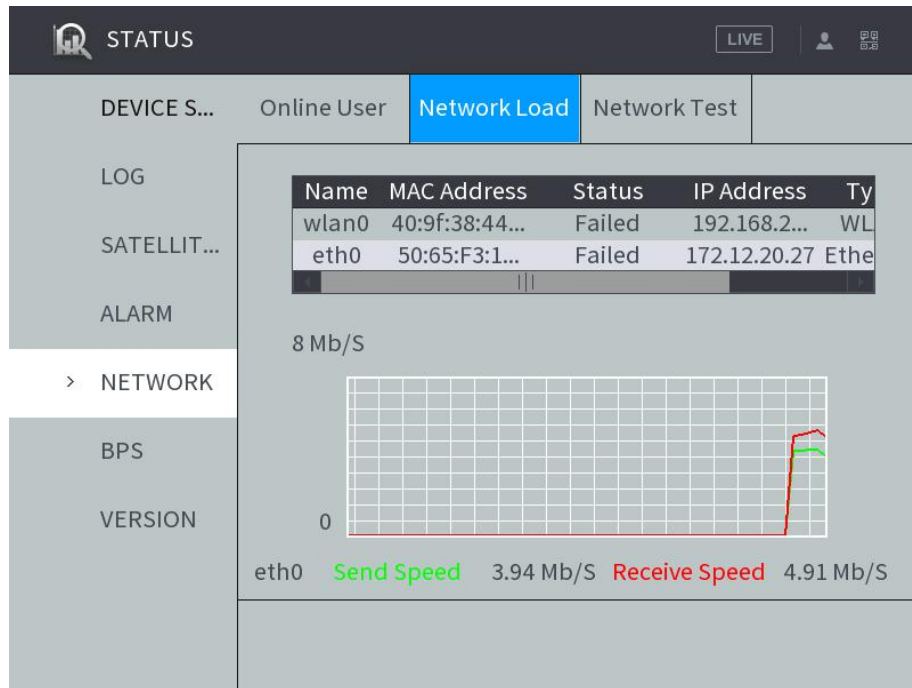 STATUS
LIVE
DEVICE S...
Online User Network Load Network Test
LOG
SATELLIT...
ALARM
NETWORK
BPS
VERSION
Name MAC Address Status IP Address Ty
wlan0 40:9f:38:44... Failed 192.168.2... WL
eth0 50:65:F3:1... Failed 172.12.20.27 Ethe
8 Mb/S
0
eth0 Send Speed 3.94 Mb/S Receive Speed 4.91 Mb/S